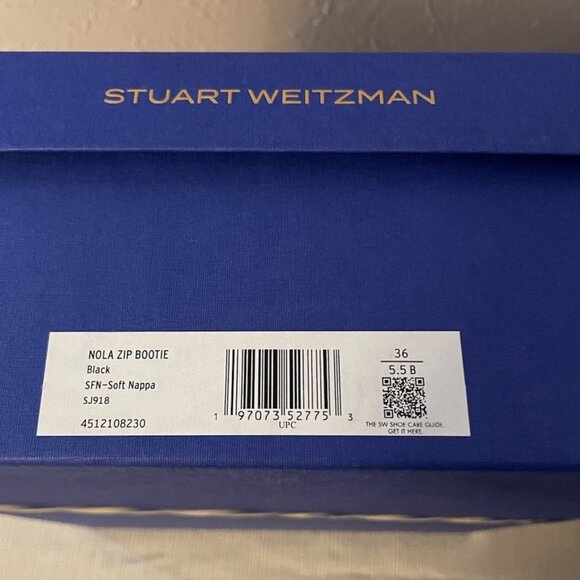 STUART WEITZMAN
NOLA ZIP BOOTIE
Black
SFN-Soft Nappa
SJ918
4512108230
1 97073 52775 3
UPC
36
5.5 B
THE SW SHOE CARE GUIDE.
GET IT HERE.